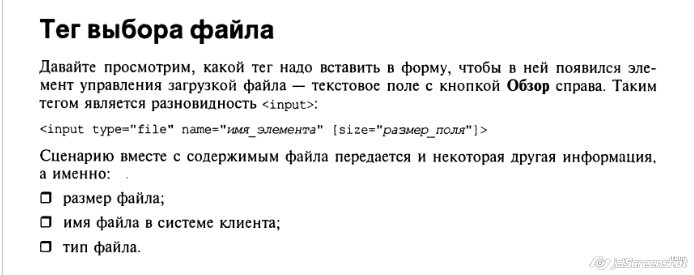 Тег выбора файла
Давайте просмотрим, какой тег надо вставить в форму, чтобы в ней появился эле-
мент управления загрузкой файла — текстовое поле с кнопкой Обзор справа. Таким
тегом является разновидность <input>:
<input type="file" name="имя_элемента" [size="размер_поля"]>
Сценарию вместе с содержимым файла передается и некоторая другая информация,
а именно:
❒ размер файла;
❒ имя файла в системе клиента;
❒ тип файла.
jetScreenshot